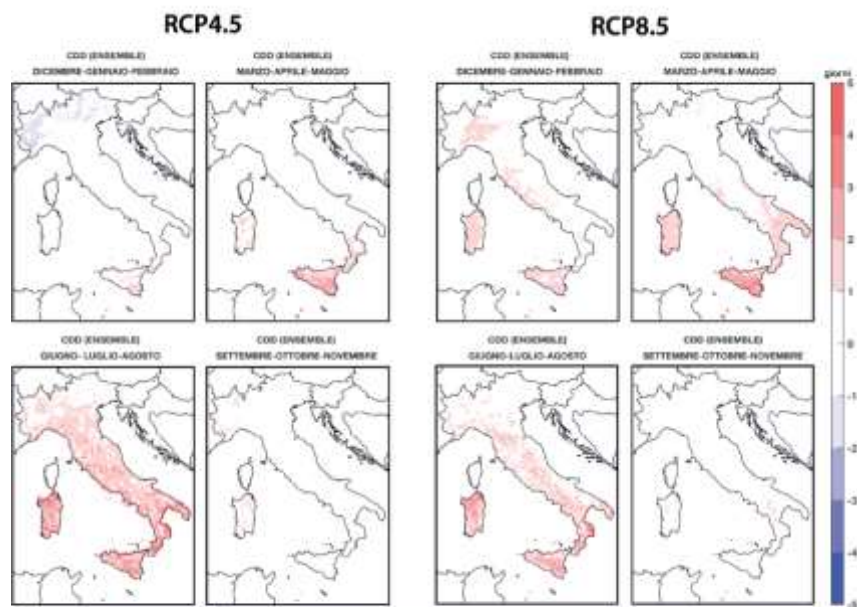 RCP4.5
RCP8.5
CDD (ENSEMBLE)
DICEMBRE-GENNAIO-FEBBRAIO
CDD (ENSEMBLE)
MARZO-APRILE-MAGGIO
CDD (ENSEMBLE)
DICEMBRE-GENNAIO-FEBBRAIO
CDD (ENSEMBLE)
MARZO-APRILE-MAGGIO
giorni
5
4
3
2
1
0
-1
-2
-3
-4
-5
CDD (ENSEMBLE)
GIUGNO-LUGLIO-AGOSTO
CDD (ENSEMBLE)
SETTEMBRE-OTTOBRE-NOVEMBRE
CDD (ENSEMBLE)
GIUGNO-LUGLIO-AGOSTO
CDD (ENSEMBLE)
SETTEMBRE-OTTOBRE-NOVEMBRE